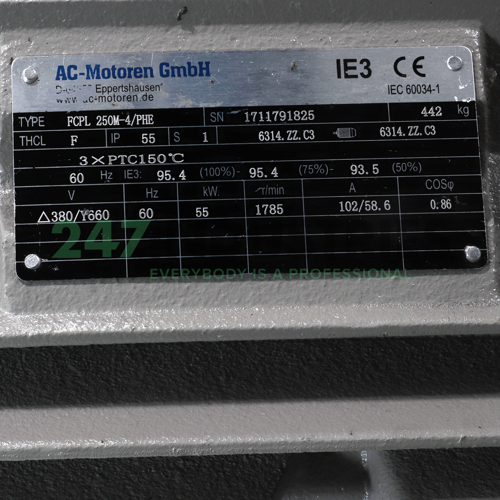 AC-Motoren GmbH IE3 CE
Eppertshausen IEC 60034-1
ac-motoren.de
TYPE FCPL 250M-4/PHE SN 1711791825 442 kg
THCL F IP 55 S 1 6314.ZZ.C3 6314.ZZ.C3
3×PTC150℃
60 Hz IE3: 95.4 (100%)- 95.4 (75%)- 93.5 (50%)
V Hz kW. r/min A COSφ
△380/Y660 60 55 1785 102/58.6 0.86
247
EVERYBODY IS A PROFESSIONAL